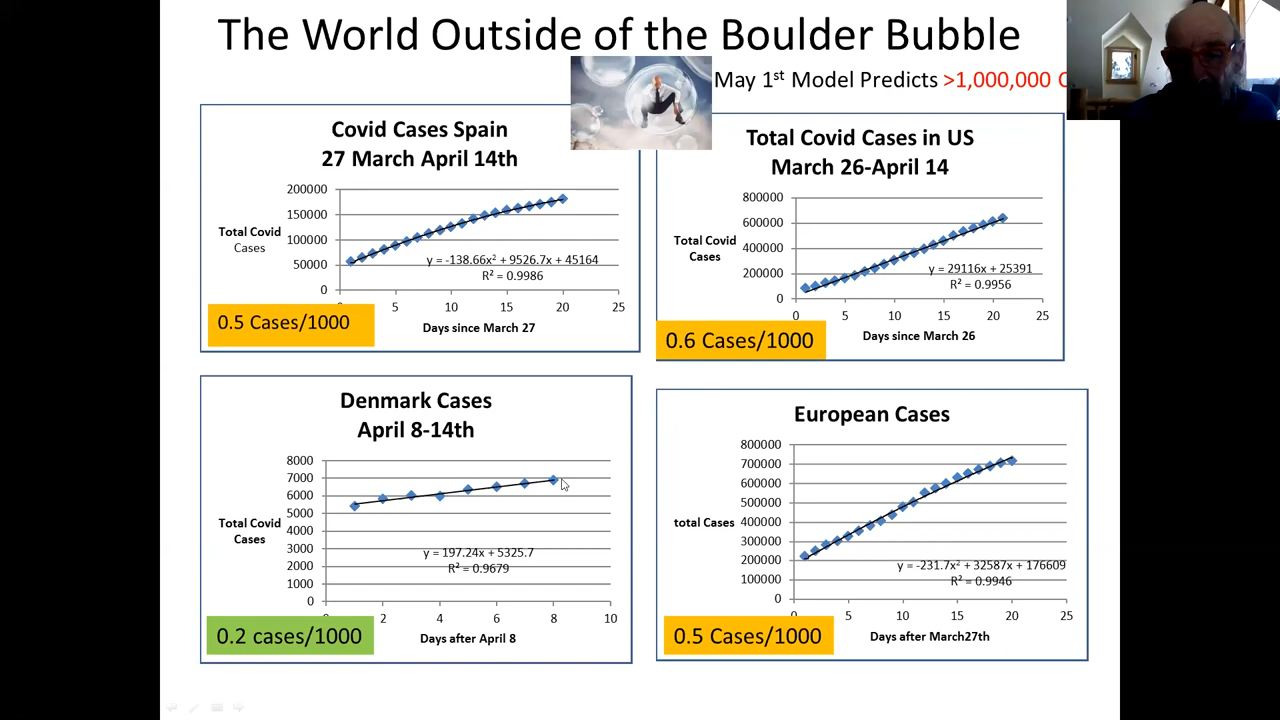 The World Outside of the Boulder Bubble
May 1st Model Predicts >1,000,000 C
Covid Cases Spain
27 March April 14th
200000
150000
100000
50000
0
Total Covid
Cases
y = -138.66x² + 9526.7x + 45164
R² = 0.9986
5 10 15 20 25
Days since March 27
0.5 Cases/1000
Total Covid Cases in US
March 26-April 14
800000
600000
400000
200000
0
Total Covid
Cases
y = 29116x + 25391
R² = 0.9956
0 5 10 15 20 25
Days since March 26
0.6 Cases/1000
Denmark Cases
April 8-14th
8000
7000
6000
5000
4000
3000
2000
1000
0
Total Covid
Cases
y = 197.24x + 5325.7
R² = 0.9679
2 4 6 8 10
Days after April 8
0.2 cases/1000
European Cases
800000
700000
600000
500000
400000
300000
200000
100000
0
total Cases
y = -231.7x² + 32587x + 176609
R² = 0.9946
0 5 10 15 20 25
Days after March27th
0.5 Cases/1000